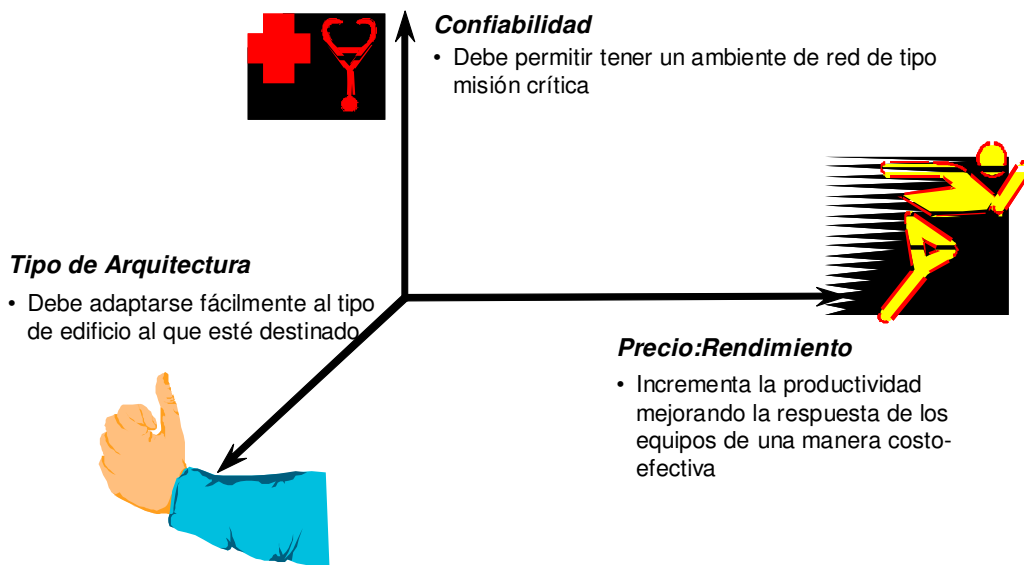 Confiabilidad
• Debe permitir tener un ambiente de red de tipo
misión crítica
Tipo de Arquitectura
• Debe adaptarse fácilmente al tipo
de edificio al que esté destinado
Precio:Rendimiento
• Incrementa la productividad
mejorando la respuesta de los
equipos de una manera costo-
efectiva